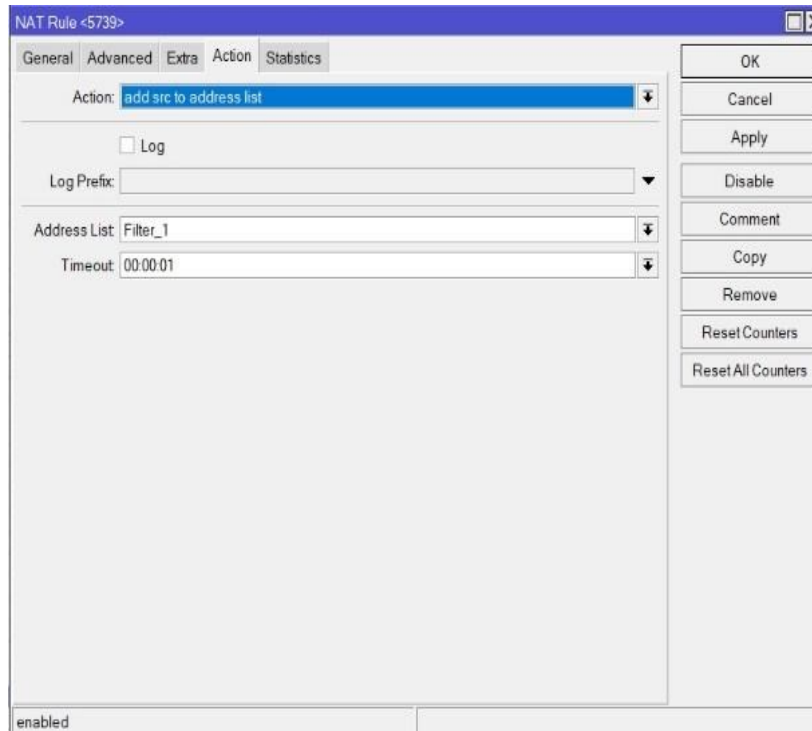 NAT Rule <5739>
General Advanced Extra Action Statistics
Action: add src to address list
Log
Log Prefix:
Address List: Filter_1
Timeout: 00:00:01
OK
Cancel
Apply
Disable
Comment
Copy
Remove
Reset Counters
Reset All Counters
enabled